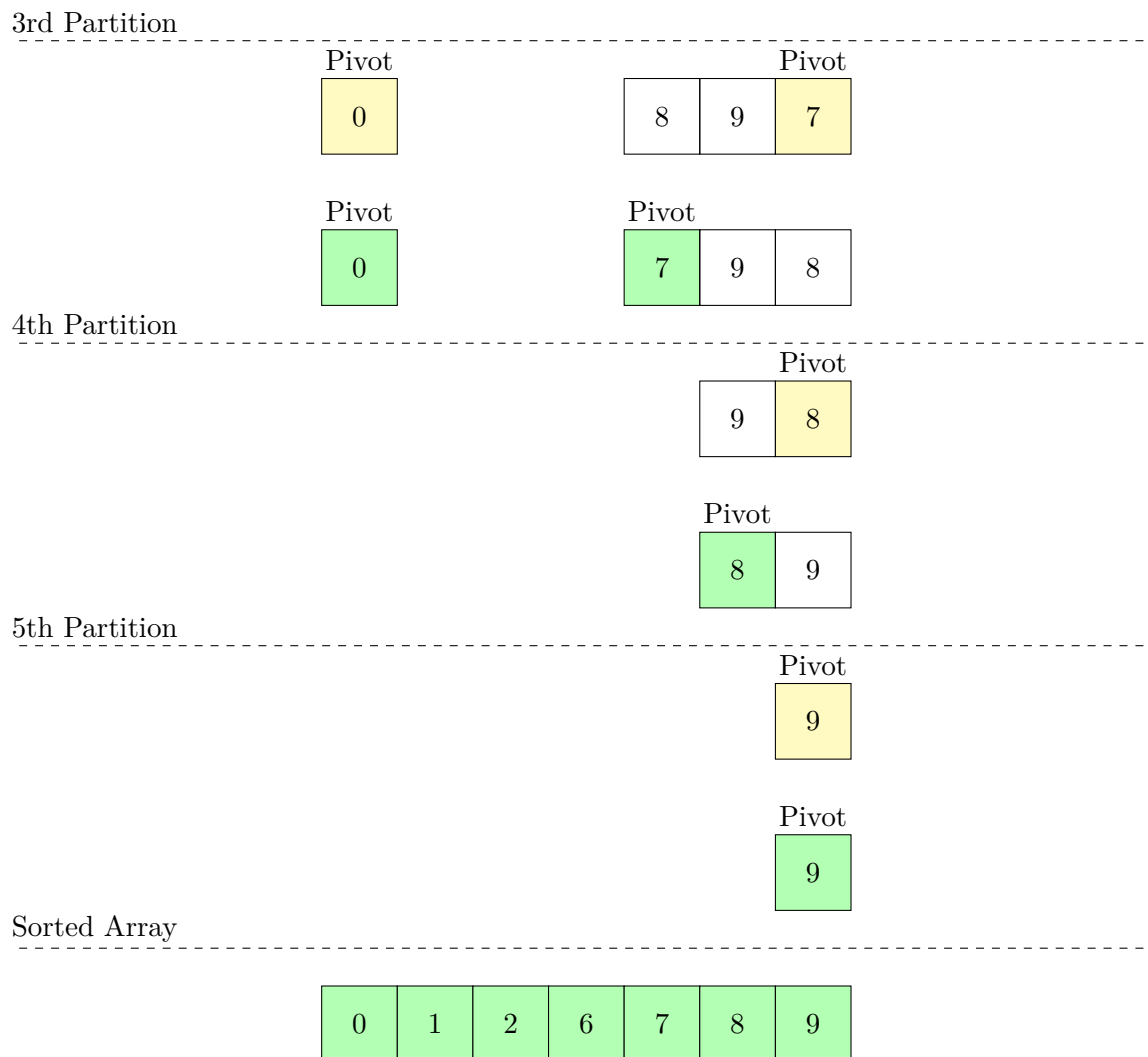 3rd Partition
Pivot Pivot
0 8 9 7
Pivot Pivot
0 7 9 8
4th Partition
Pivot
9 8
Pivot
8 9
5th Partition
Pivot
9
Pivot
9
Sorted Array
0 1 2 6 7 8 9